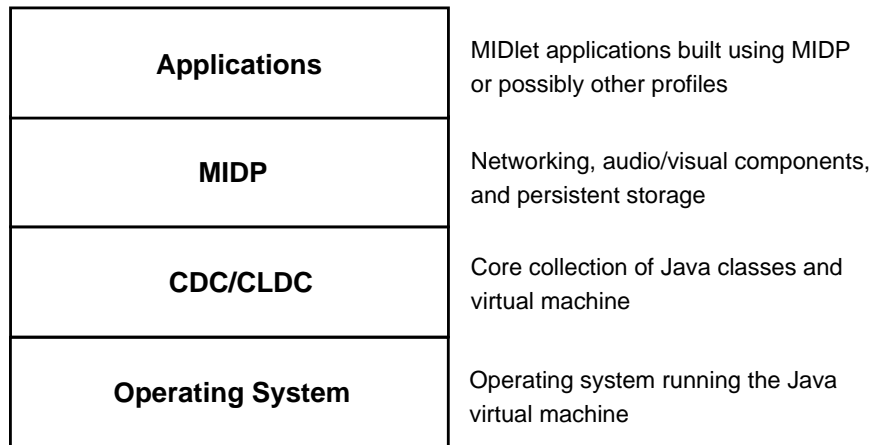 Applications
MIDlet applications built using MIDP
or possibly other profiles
MIDP
Networking, audio/visual components,
and persistent storage
CDC/CLDC
Core collection of Java classes and
virtual machine
Operating System
Operating system running the Java
virtual machine